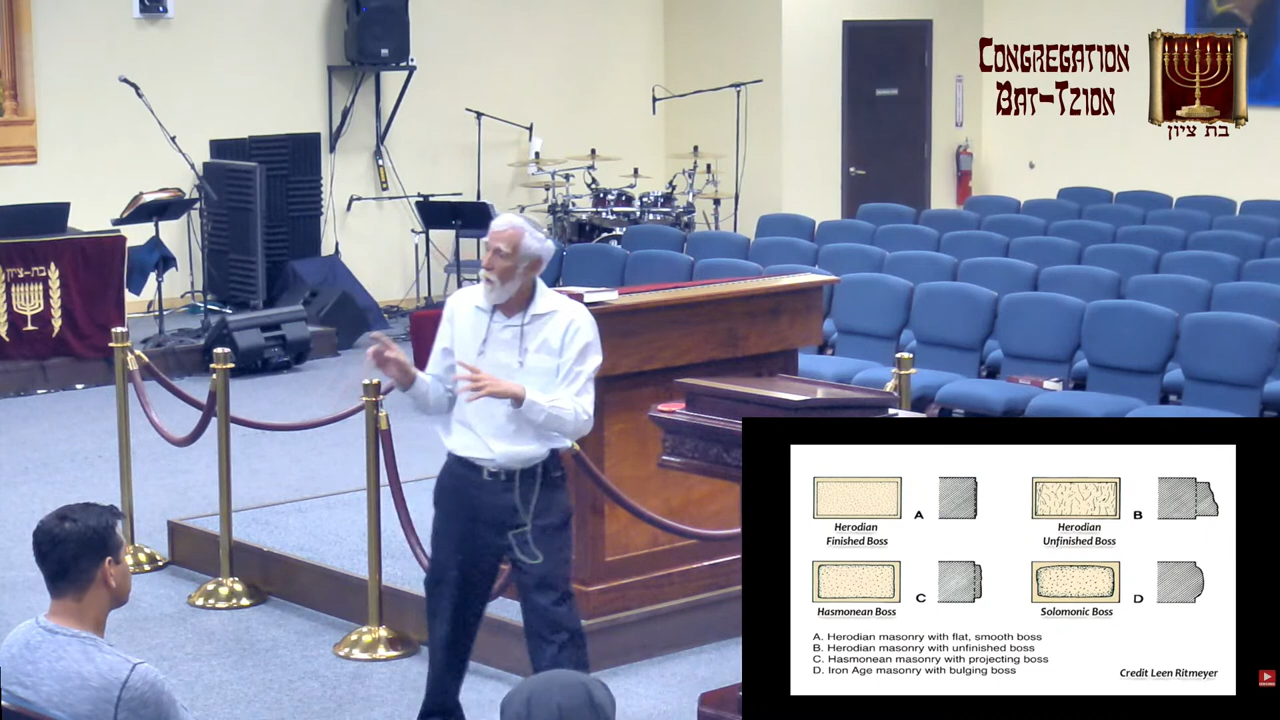 CONGREGATION
BAT-TZION
בת ציון
בת-ציון
A
B
Herodian
Finished Boss
Herodian
Unfinished Boss
C
D
Hasmonean Boss
Solomonic Boss
A. Herodian masonry with flat, smooth boss
B. Herodian masonry with unfinished boss
C. Hasmonean masonry with projecting boss
D. Iron Age masonry with bulging boss
Credit Leen Ritmeyer